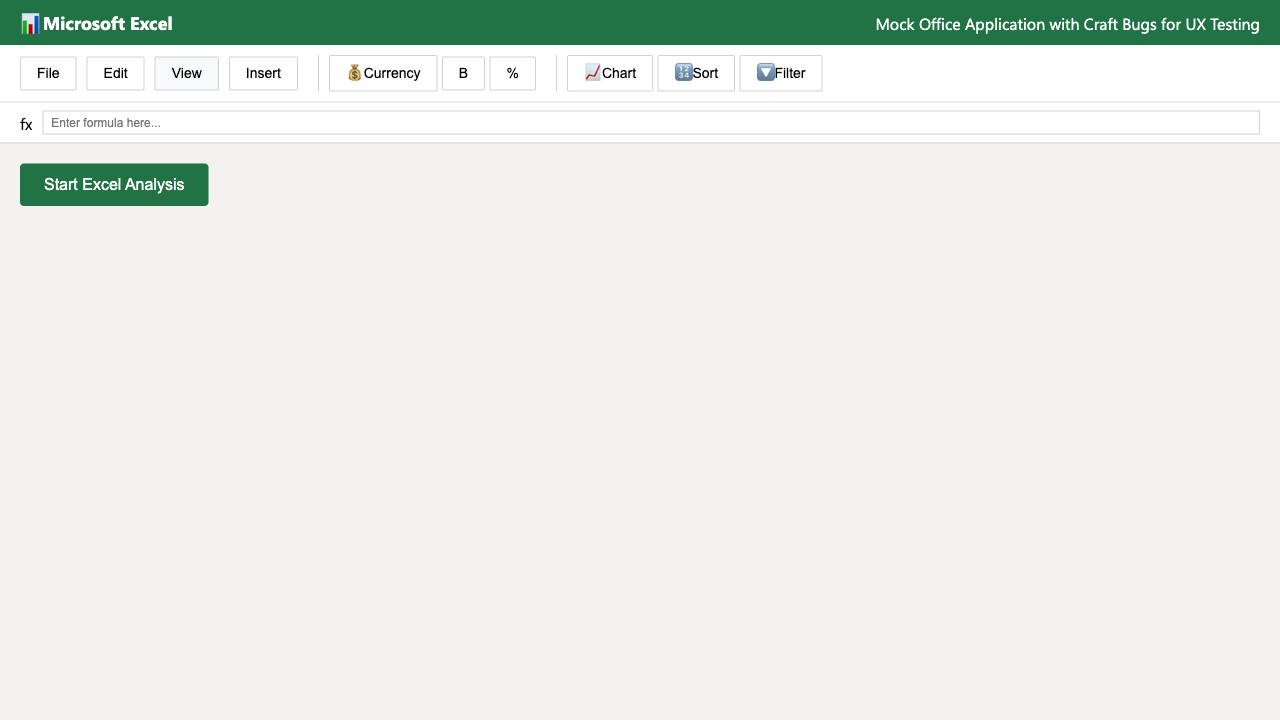 📊 Microsoft Excel
Mock Office Application with Craft Bugs for UX Testing
File Edit View Insert 💰Currency B % 📈Chart 🔢Sort 🔽Filter
fx Enter formula here...
Start Excel Analysis